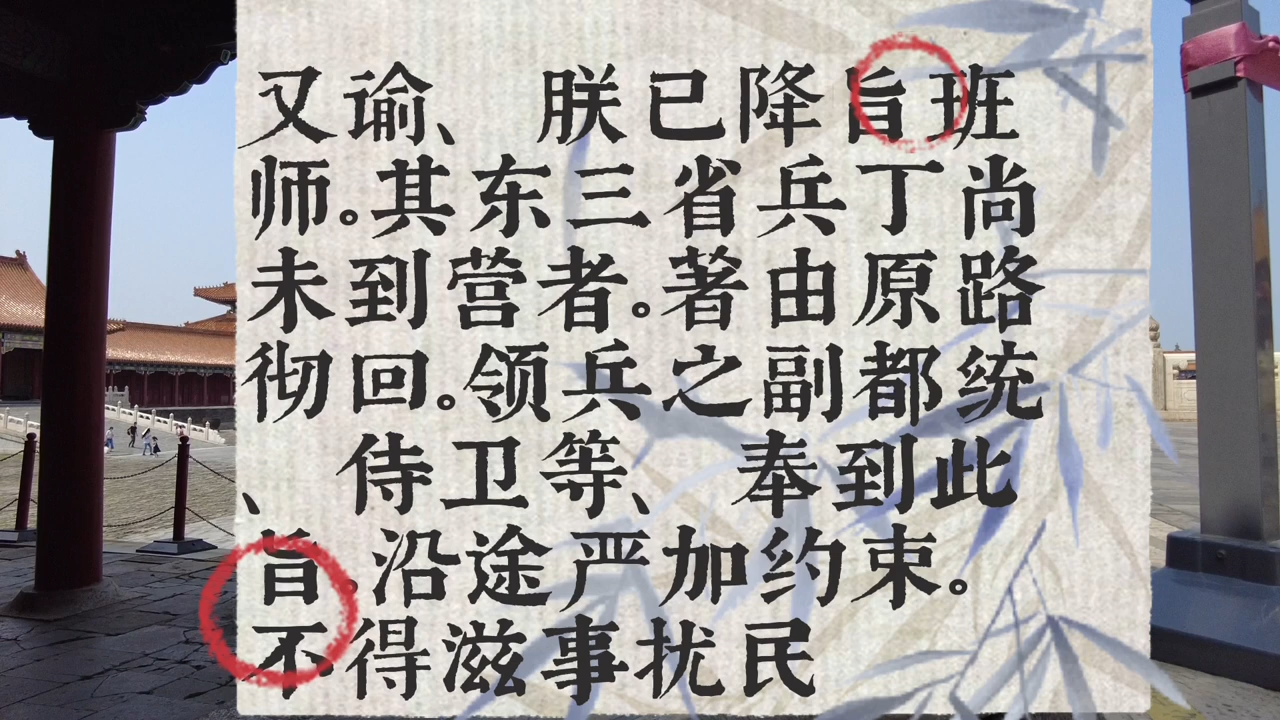 又谕、 朕已降旨班
师。其东三省兵丁尚
未到营者。著由原路
彻回。领兵之副都统
、 侍卫等、 奉到此
旨。沿途严加约束。
不得滋事扰民